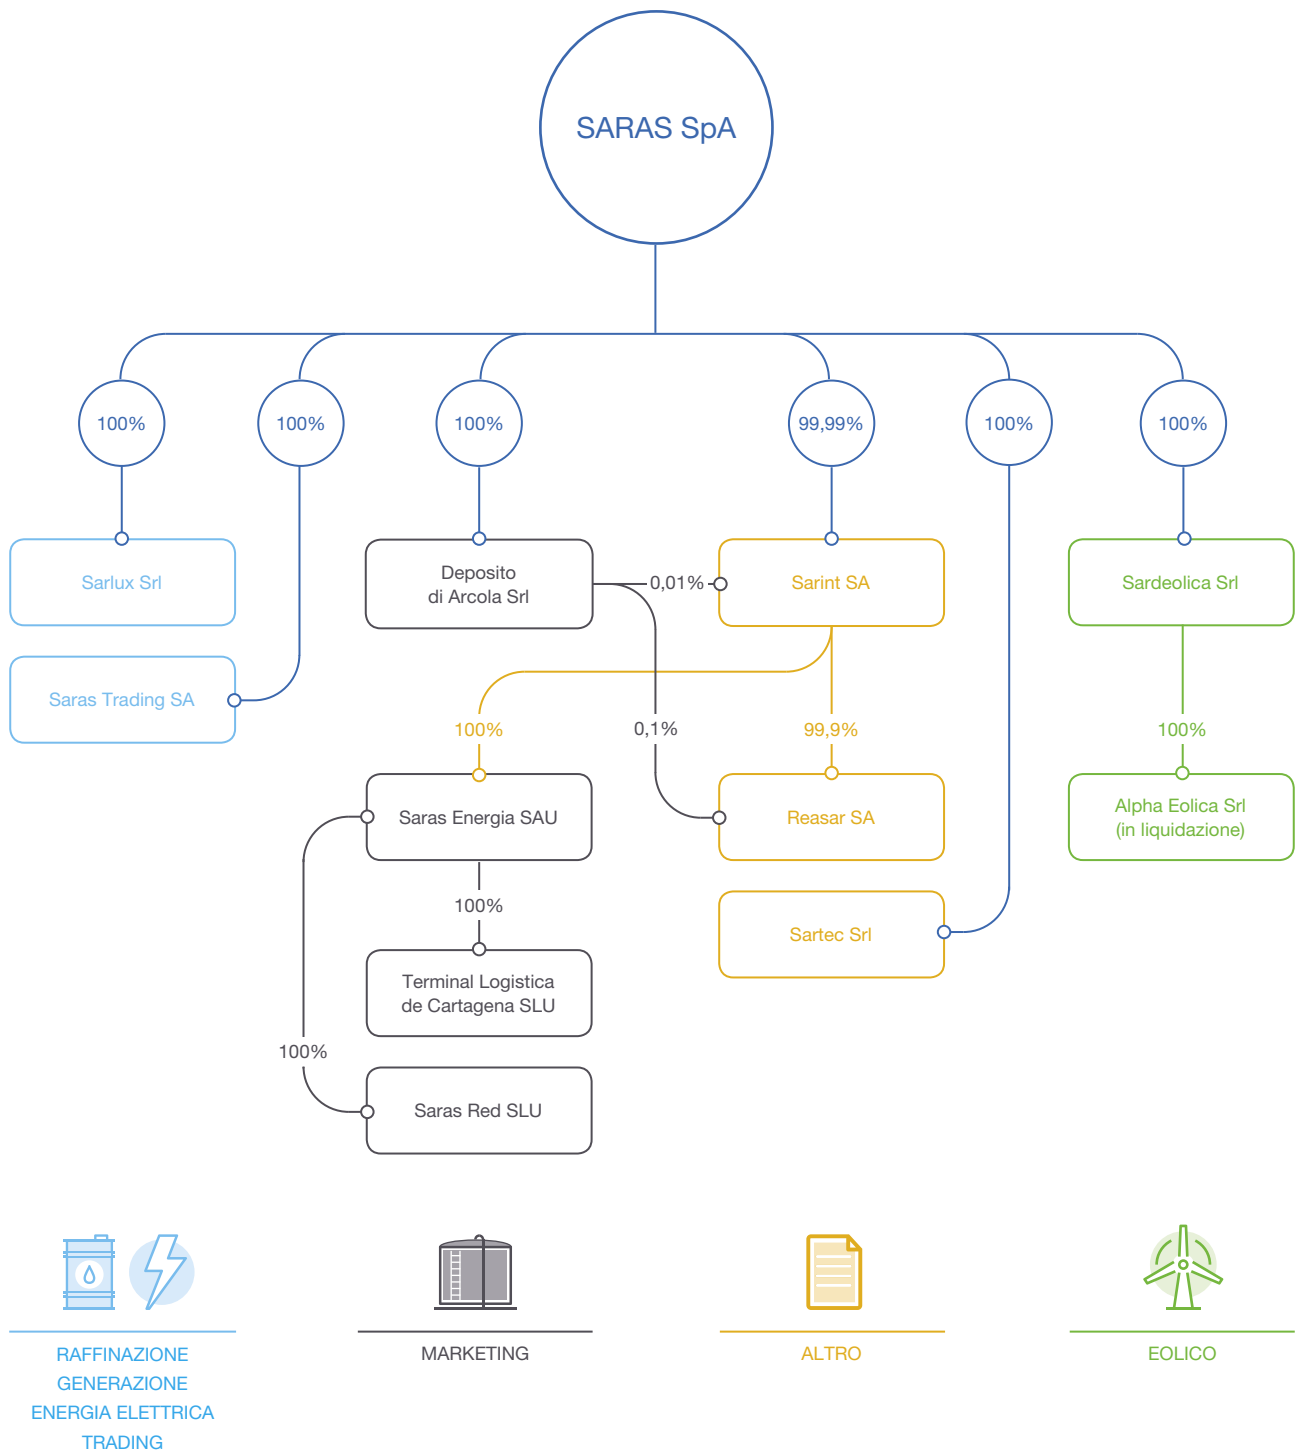 SARAS SpA
100%
100%
100%
99,99%
100%
100%
Sarlux Srl
Deposito
di Arcola Srl
0,01%
Sarint SA
Sardeolica Srl
Saras Trading SA
100%
0,1%
99,9%
100%
Saras Energia SAU
Reasar SA
Alpha Eolica Srl
(in liquidazione)
100%
Sartec Srl
Terminal Logistica
de Cartagena SLU
100%
Saras Red SLU
RAFFINAZIONE
GENERAZIONE
ENERGIA ELETTRICA
TRADING
MARKETING
ALTRO
EOLICO